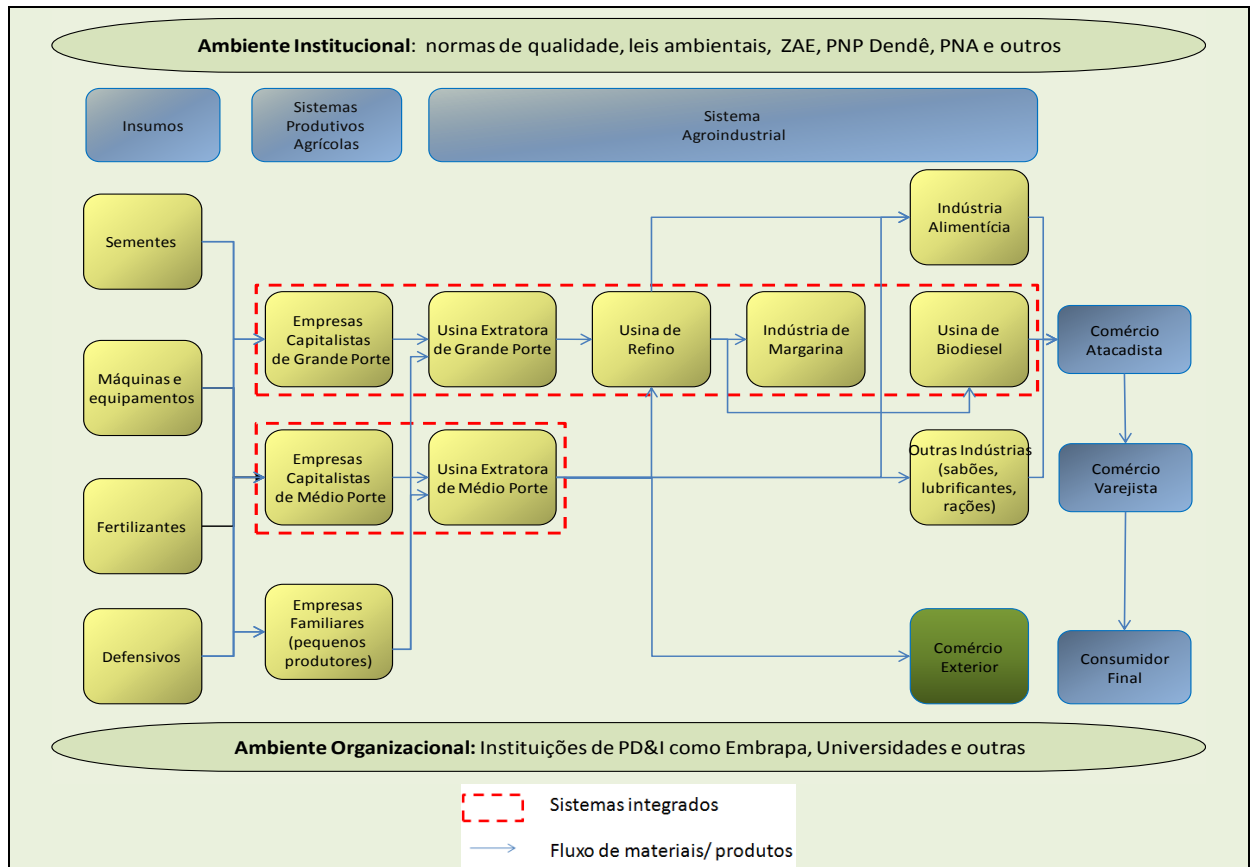 Ambiente Institucional: normas de qualidade, leis ambientais, ZAE, PNP Dendê, PNA e outros
Insumos
Sistemas
Produtivos
Agrícolas
Sistema
Agroindustrial
Sementes
Máquinas e
equipamentos
Fertilizantes
Defensivos
Empresas
Capitalistas
de Grande Porte
Empresas
Capitalistas
de Médio Porte
Empresas
Familiares
(pequenos
produtores)
Usina Extratora
de Grande Porte
Usina Extratora
de Médio Porte
Usina de
Refino
Indústria de
Margarina
Indústria
Alimentícia
Usina de
Biodiesel
Outras Indústrias
(sabões,
lubrificantes,
rações)
Comércio
Exterior
Comércio
Atacadista
Comércio
Varejista
Consumidor
Final
Ambiente Organizacional: Instituições de PD&I como Embrapa, Universidades e outras
Sistemas integrados
Fluxo de materiais/ produtos